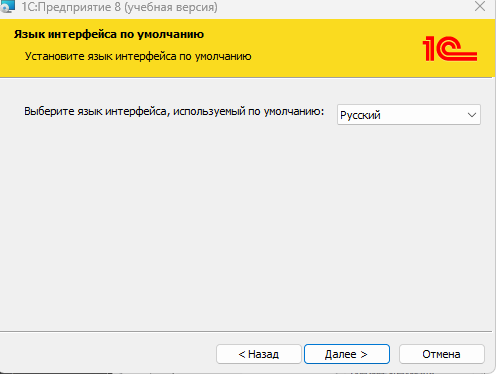 1С:Предприятие 8 (учебная версия)
Язык интерфейса по умолчанию
Установите язык интерфейса по умолчанию
1С
Выберите язык интерфейса, используемый по умолчанию:
Русский
< Назад
Далее >
Отмена